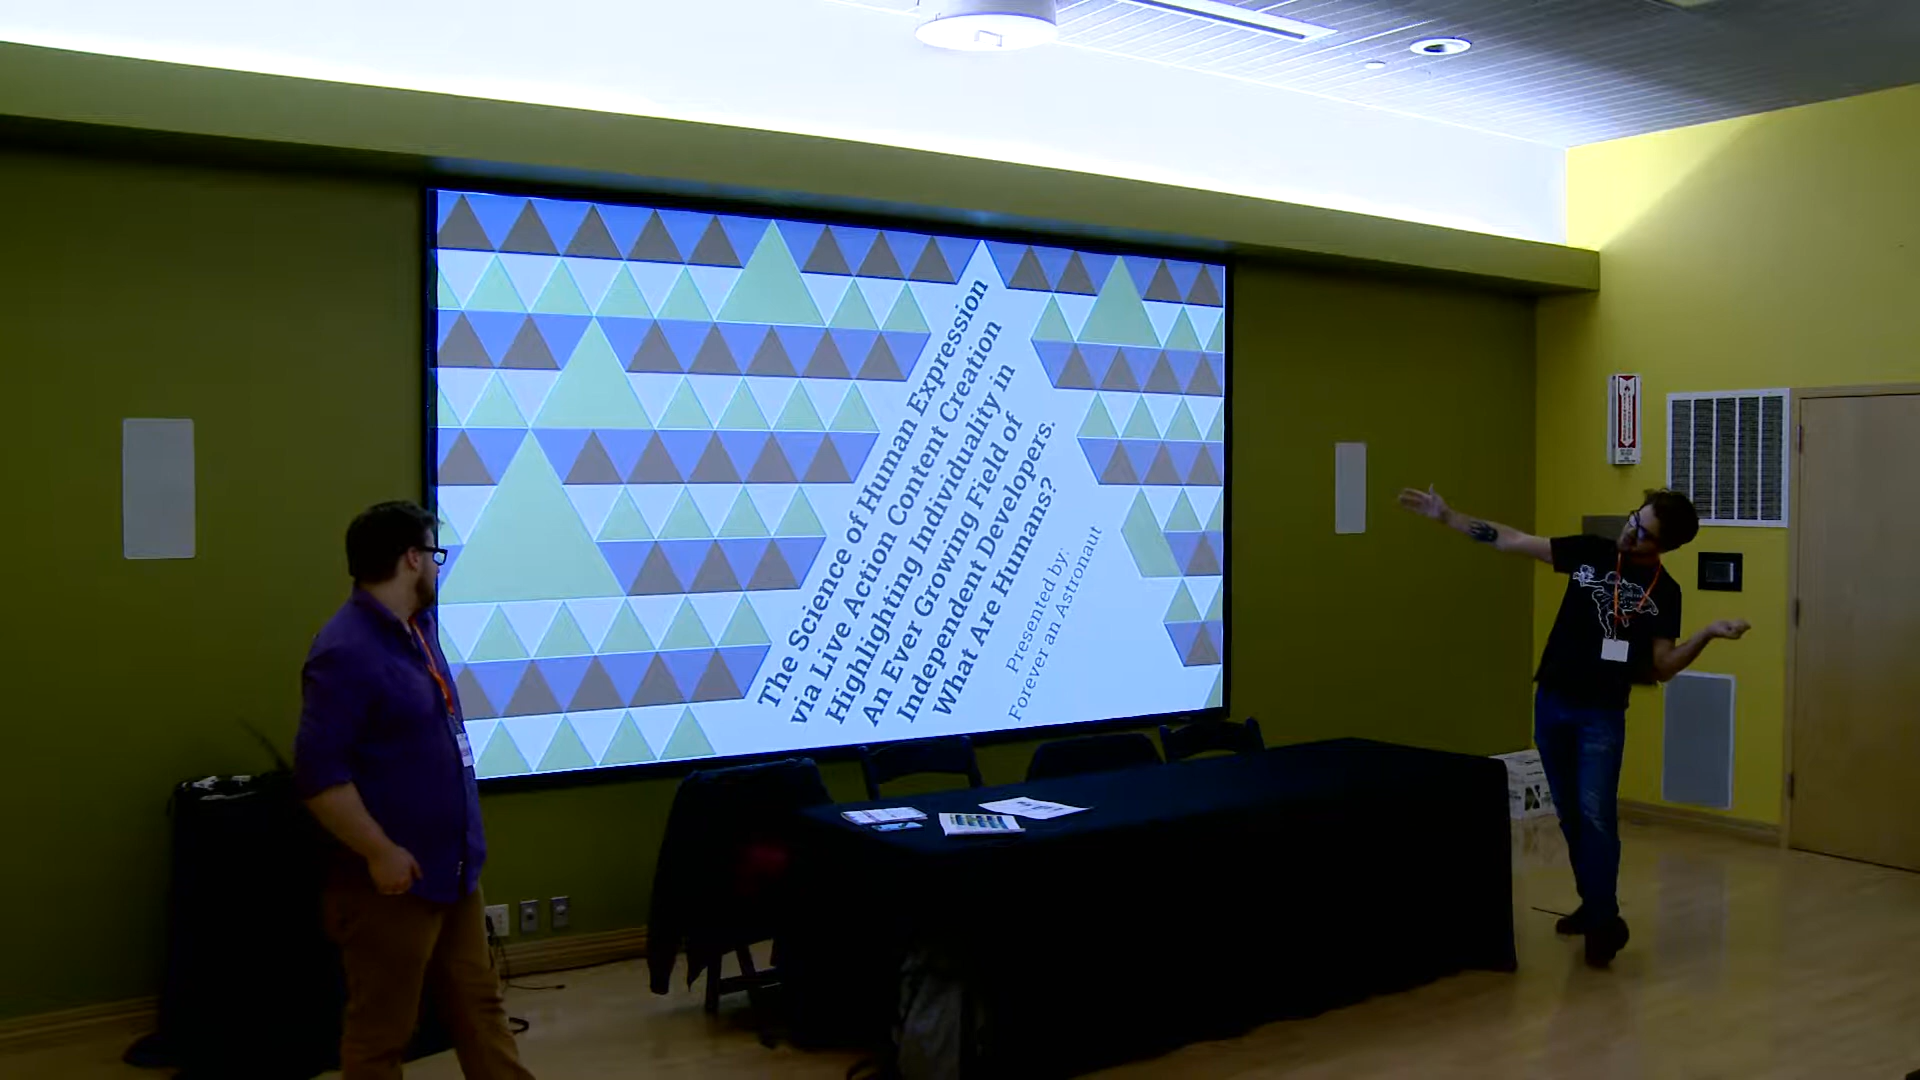 The Science of Human Expression
via Live Action Content Creation
Highlighting Individuality in
An Ever Growing Field of
Independent Developers.
What Are Humans?
Presented by:
Forever an Astronaut